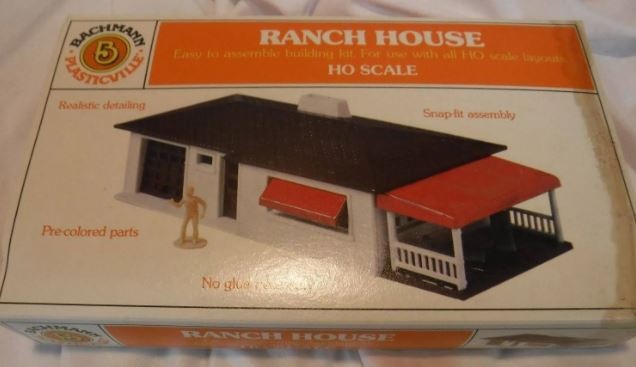 BACHMANN
B
PLASTICVILLE
RANCH HOUSE
Easy to assemble building kit. For use with all HO scale layouts.
HO SCALE
Realistic detailing
Snap-fit assembly
Pre-colored parts
No glue
BACHMANN
RANCH HOUSE